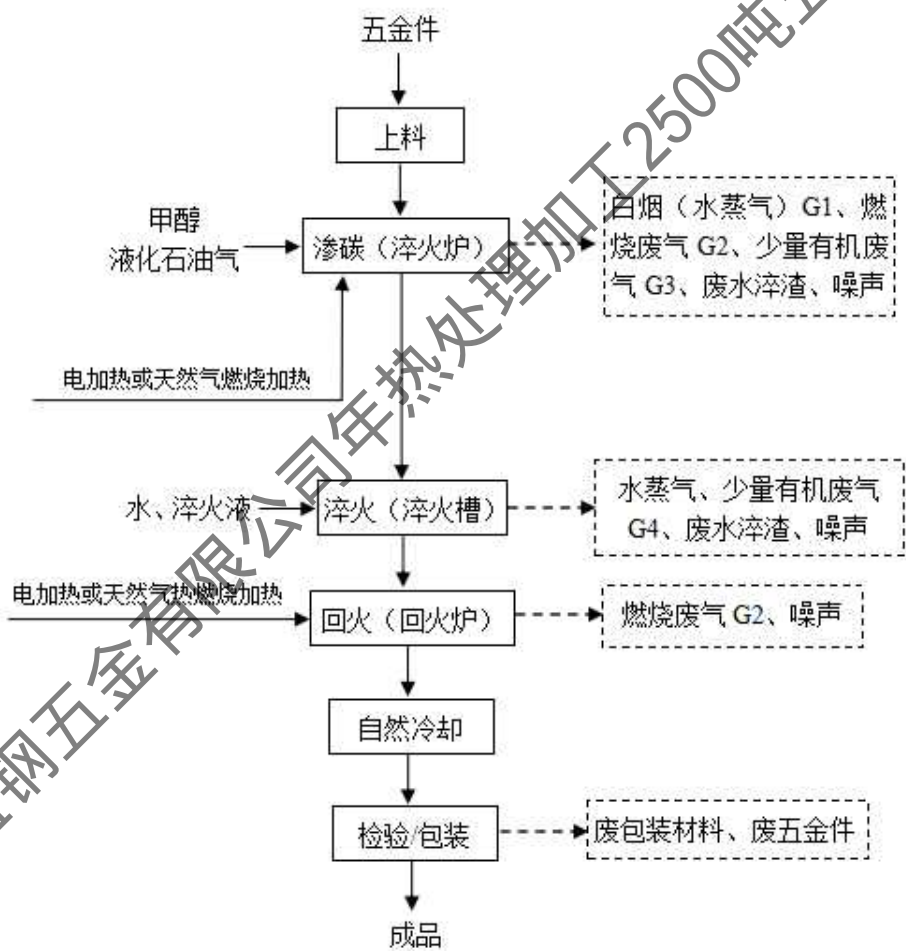 五金件
上料
甲醇
液化石油气
渗碳（淬火炉）
白烟（水蒸气）G1、燃
烧废气 G2、少量有机废
气 G3、废水淬渣、噪声
电加热或天然气燃烧加热
水、淬火液
淬火（淬火槽）
水蒸气、少量有机废气
G4、废水淬渣、噪声
电加热或天然气热燃烧加热
回火（回火炉）
燃烧废气 G2、噪声
自然冷却
检验/包装
废包装材料、废五金件
成品
钢五金有限公司年热处理加工2500吨五